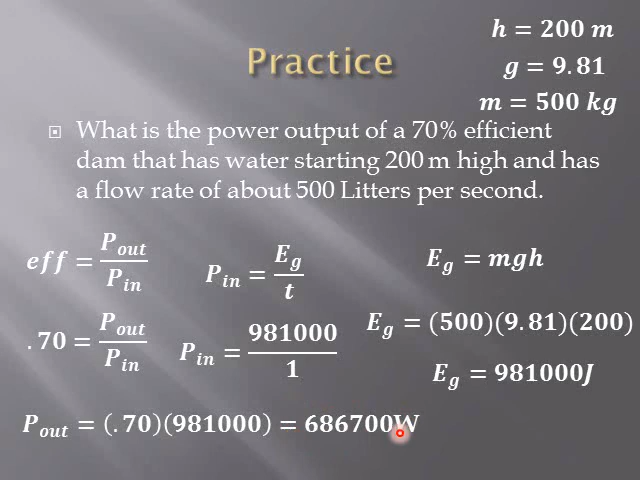 Practice
h = 200 m
g = 9.81
m = 500 kg
What is the power output of a 70% efficient
dam that has water starting 200 m high and has
a flow rate of about 500 Litters per second.
eff = P_out / P_in
P_in = E_g / t
E_g = mgh
.70 = P_out / P_in
P_in = 981000 / 1
E_g = (500)(9.81)(200)
E_g = 981000J
P_out = (.70)(981000) = 686700W